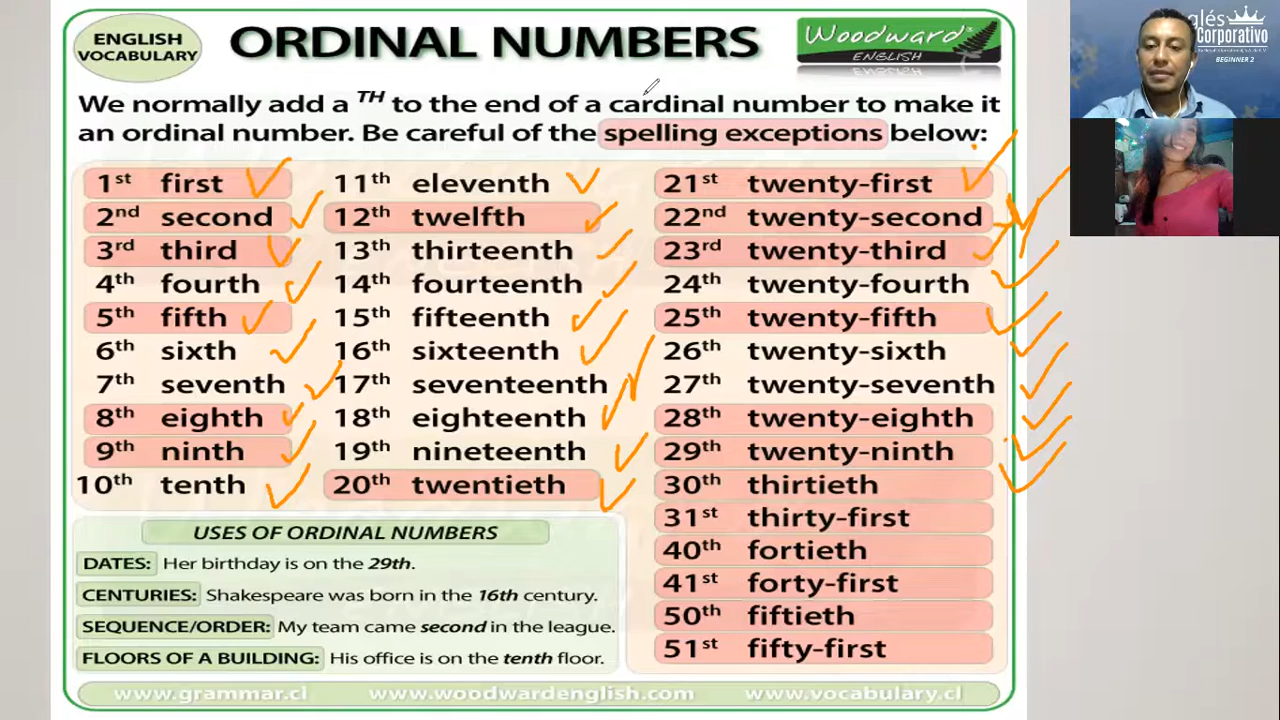 ENGLISH
VOCABULARY
ORDINAL NUMBERS
Woodward®
ENGLISH
We normally add a TH to the end of a cardinal number to make it
an ordinal number. Be careful of the spelling exceptions below:
1st first
2nd second
3rd third
4th fourth
5th fifth
6th sixth
7th seventh
8th eighth
9th ninth
10th tenth
11th eleventh
12th twelfth
13th thirteenth
14th fourteenth
15th fifteenth
16th sixteenth
17th seventeenth
18th eighteenth
19th nineteenth
20th twentieth
21st twenty-first
22nd twenty-second
23rd twenty-third
24th twenty-fourth
25th twenty-fifth
26th twenty-sixth
27th twenty-seventh
28th twenty-eighth
29th twenty-ninth
30th thirtieth
31st thirty-first
40th fortieth
41st forty-first
50th fiftieth
51st fifty-first
USES OF ORDINAL NUMBERS
DATES: Her birthday is on the 29th.
CENTURIES: Shakespeare was born in the 16th century.
SEQUENCE/ORDER: My team came second in the league.
FLOORS OF A BUILDING: His office is on the tenth floor.
www.grammar.cl www.woodwardenglish.com www.vocabulary.cl
glés
Corporativo
BEGINNER 2